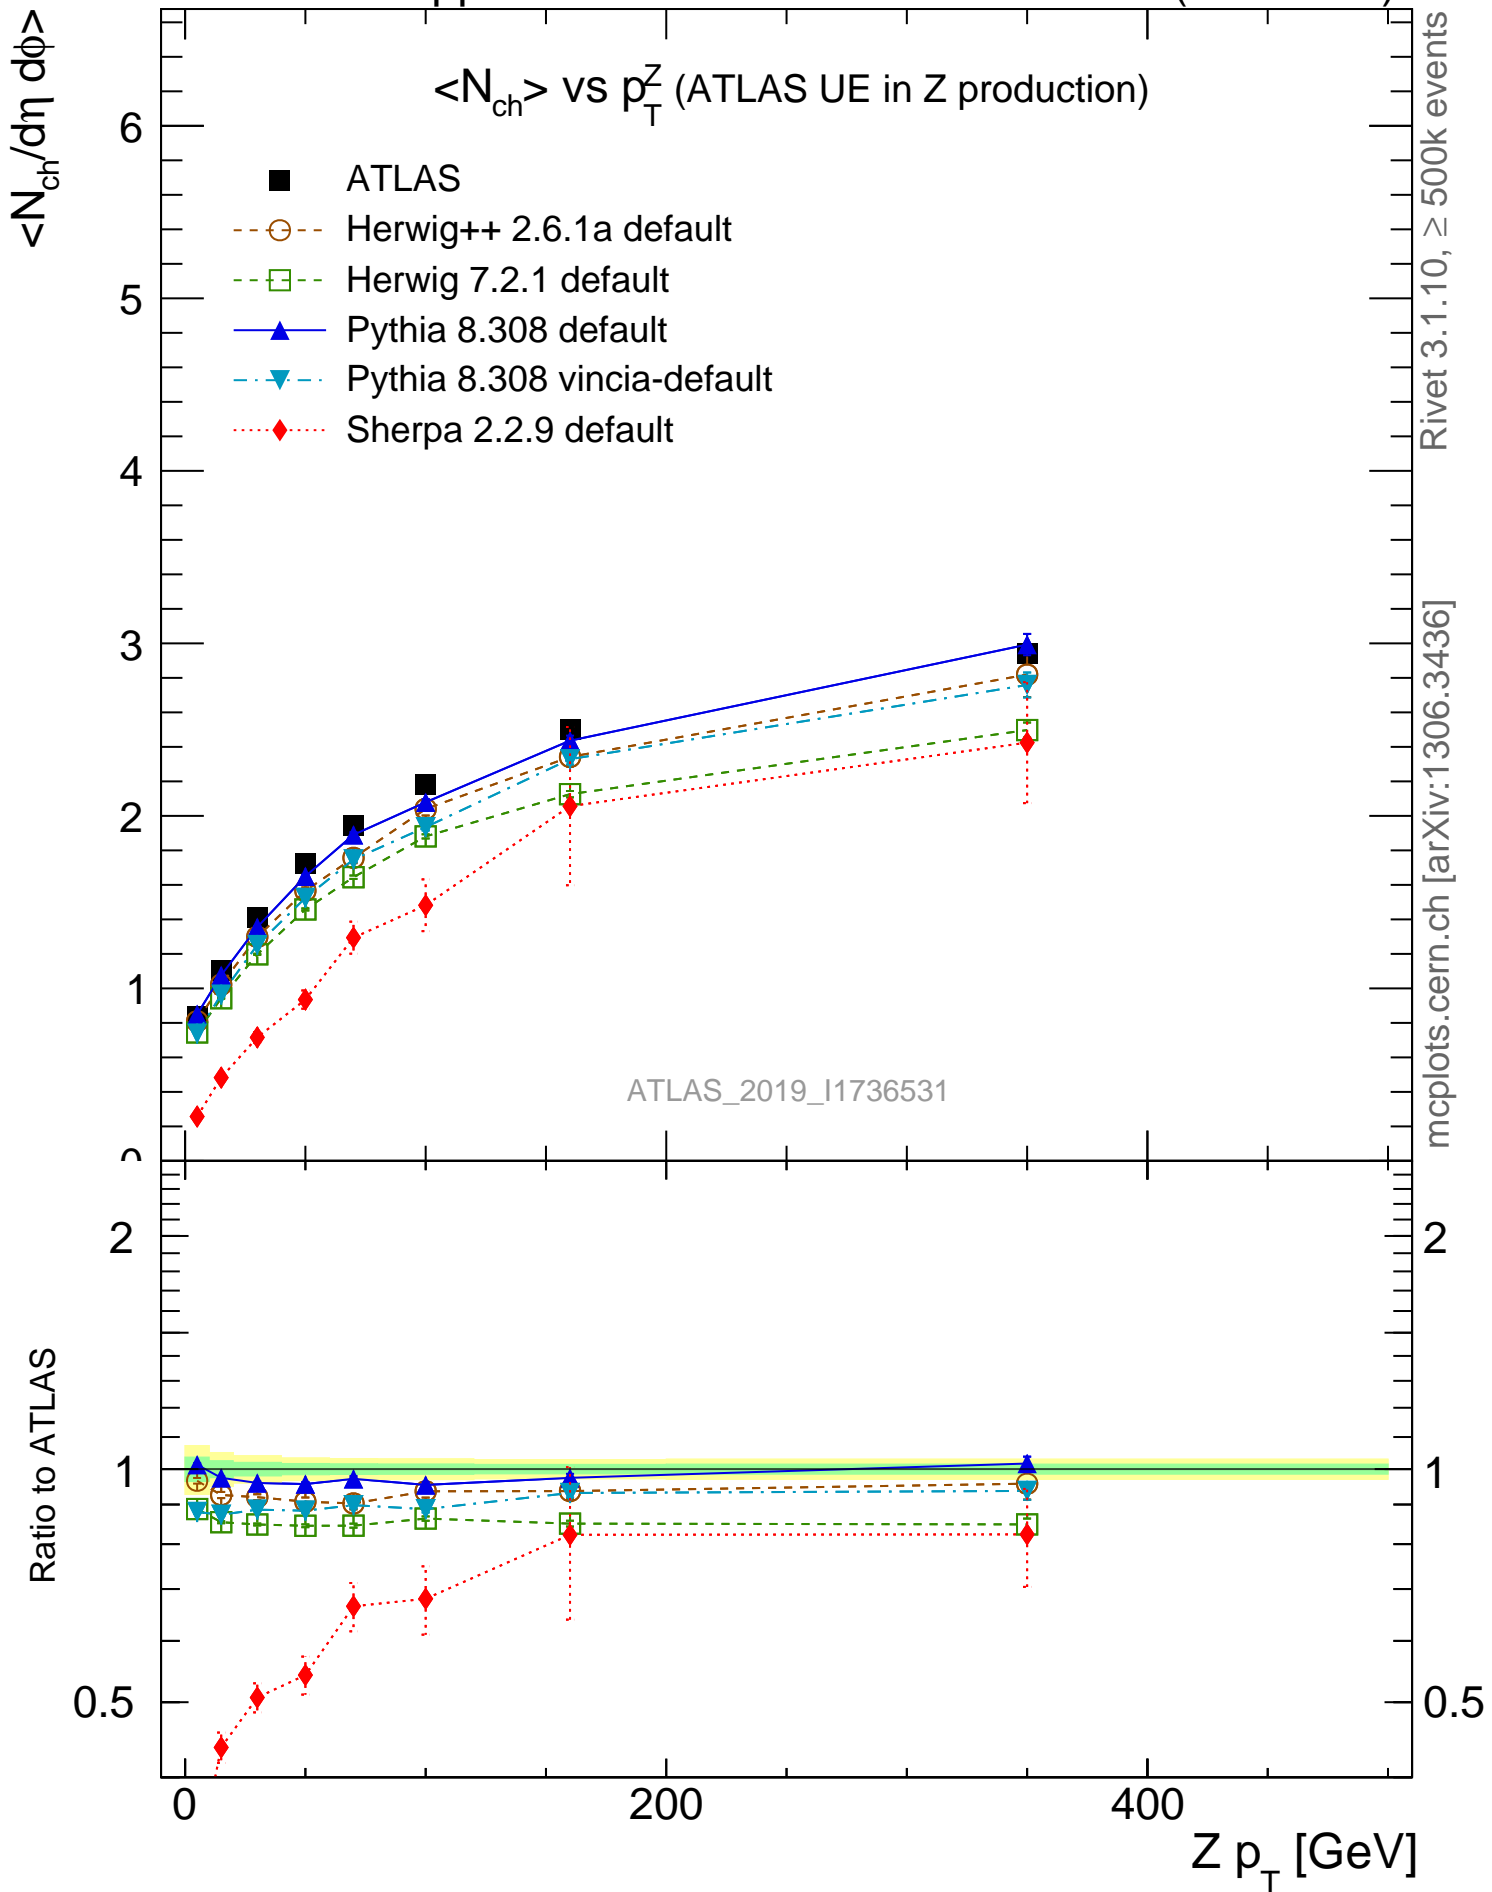 pp
<N_ch> vs p_T^Z (ATLAS UE in Z production)
<N_ch/dη dϕ>
ATLAS
Herwig++ 2.6.1a default
Herwig 7.2.1 default
Pythia 8.308 default
Pythia 8.308 vincia-default
Sherpa 2.2.9 default
6
5
4
3
2
1
0
ATLAS_2019_I1736531
Rivet 3.1.10, ≥ 500k events
mcplots.cern.ch [arXiv:1306.3436]
Ratio to ATLAS
2
1
0.5
2
1
0.5
0
200
400
Z p_T [GeV]